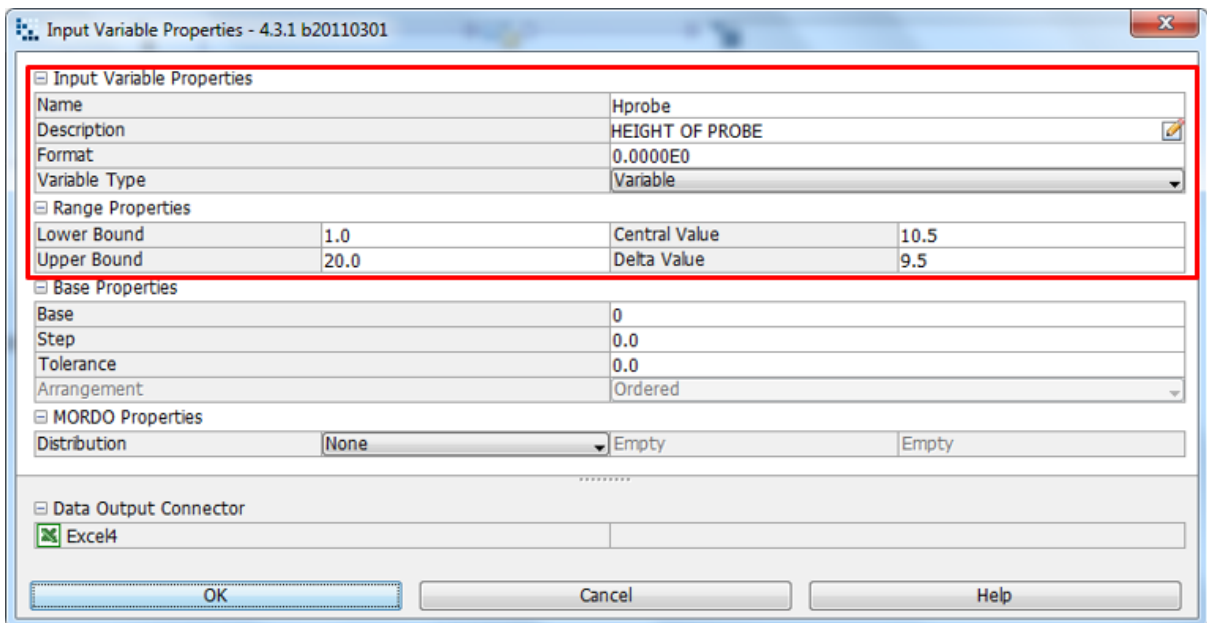 Input Variable Properties - 4.3.1 b20110301
Input Variable Properties
Name Hprobe
Description HEIGHT OF PROBE
Format 0.0000E0
Variable Type Variable
Range Properties
Lower Bound 1.0 Central Value 10.5
Upper Bound 20.0 Delta Value 9.5
Base Properties
Base 0
Step 0.0
Tolerance 0.0
Arrangement Ordered
MORDO Properties
Distribution None Empty Empty
Data Output Connector
Excel4
OK Cancel Help